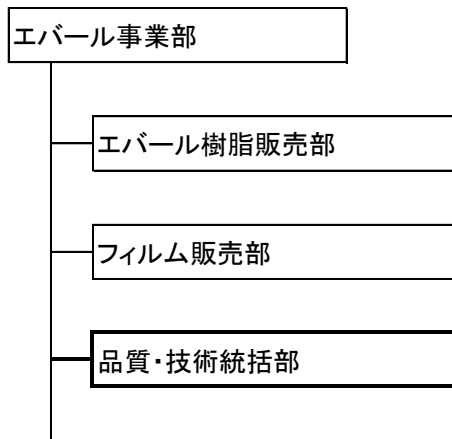 エバール事業部
エバール樹脂販売部
フィルム販売部
品質・技術統括部